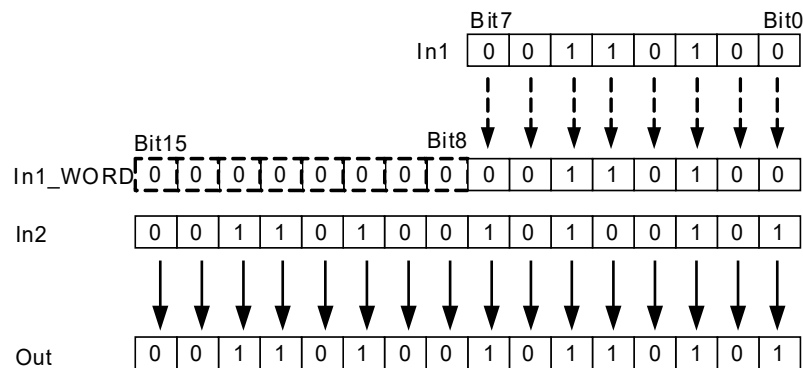 Bit7 Bit0
In1 0 0 1 1 0 1 0 0
Bit15 Bit8
In1_WORD 0 0 0 0 0 0 0 0 0 0 1 1 0 1 0 0
In2 0 0 1 1 0 1 0 0 1 0 1 0 0 1 0 1
Out 0 0 1 1 0 1 0 0 1 0 1 1 0 1 0 1